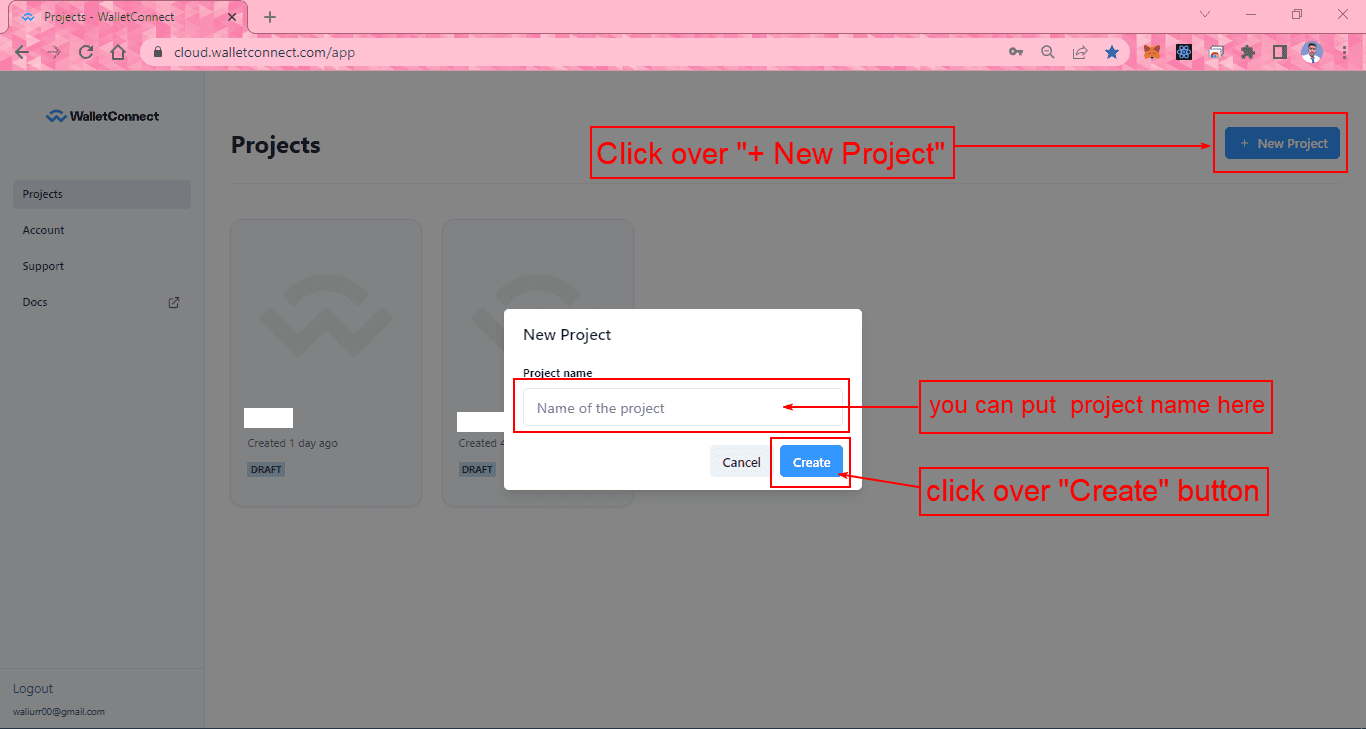 Projects - WalletConnect
cloud.walletconnect.com/app
WalletConnect
Projects
Click over "+ New Project"
+ New Project
Projects
Account
Support
Docs
New Project
Project name
Name of the project
you can put project name here
Created 1 day ago
Created 4
DRAFT
DRAFT
Cancel
Create
click over "Create" button
Logout
waliurr00@gmail.com